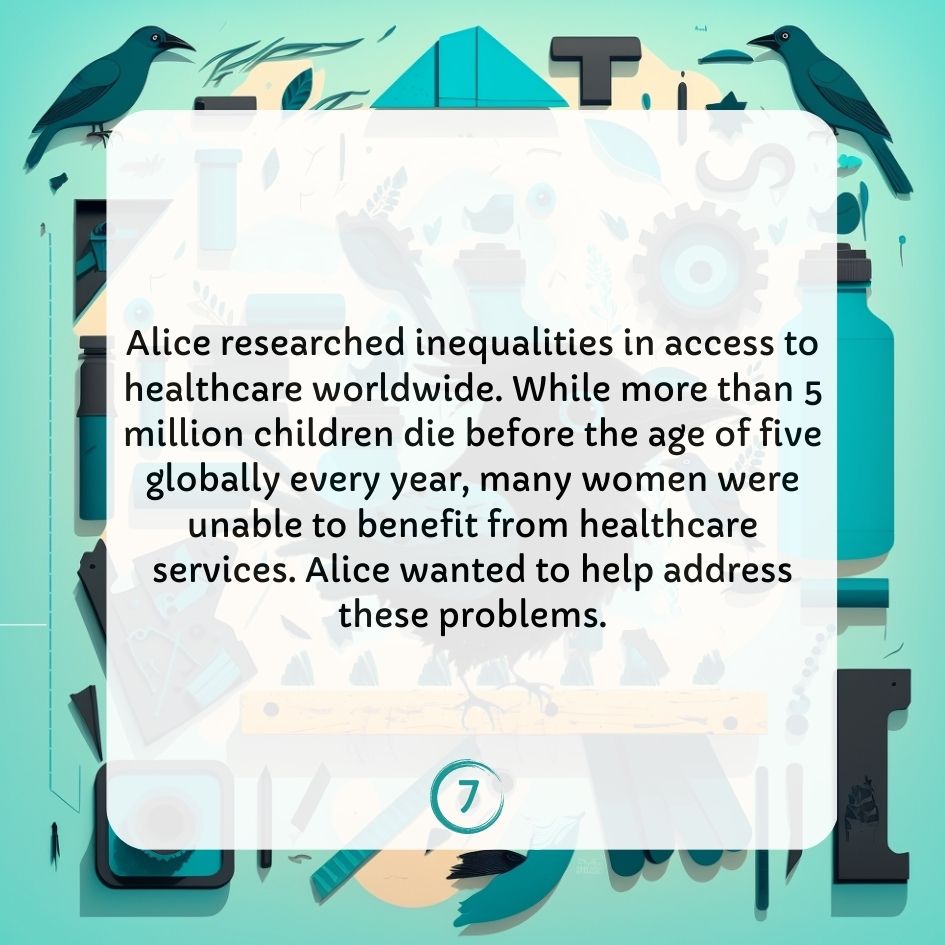 Alice researched inequalities in access to
healthcare worldwide. While more than 5
million children die before the age of five
globally every year, many women were
unable to benefit from healthcare
services. Alice wanted to help address
these problems.
7